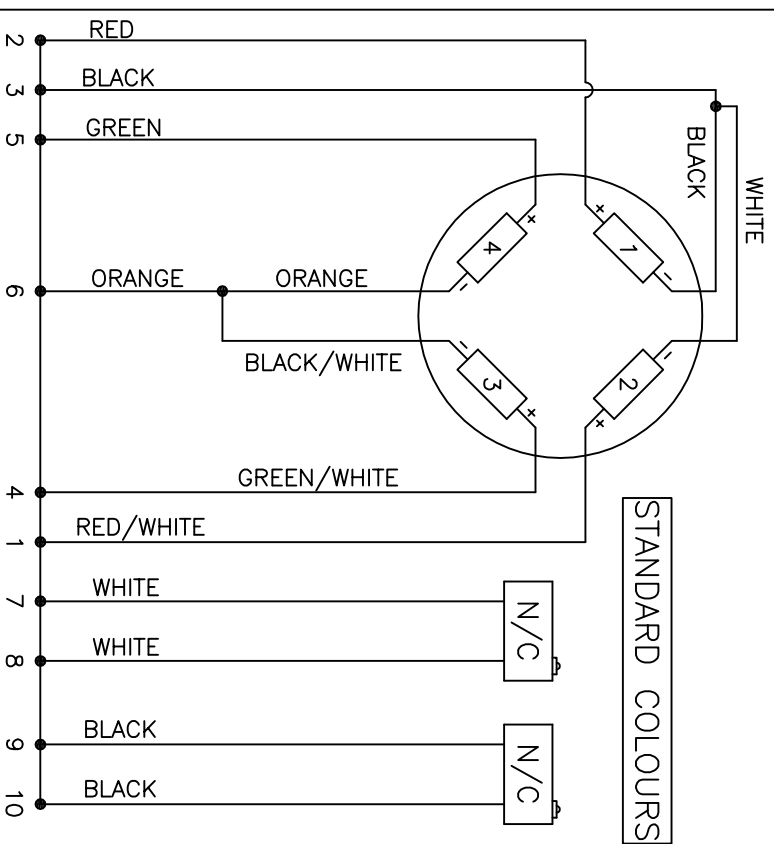 RED
BLACK
GREEN
ORANGE
ORANGE
BLACK/WHITE
GREEN/WHITE
RED/WHITE
WHITE
WHITE
BLACK
BLACK
2
3
5
6
4
1
7
8
9
10
BLACK
WHITE
+
4
-
+
1
-
-
3
+
-
2
+
N/C
N/C
STANDARD COLOURS